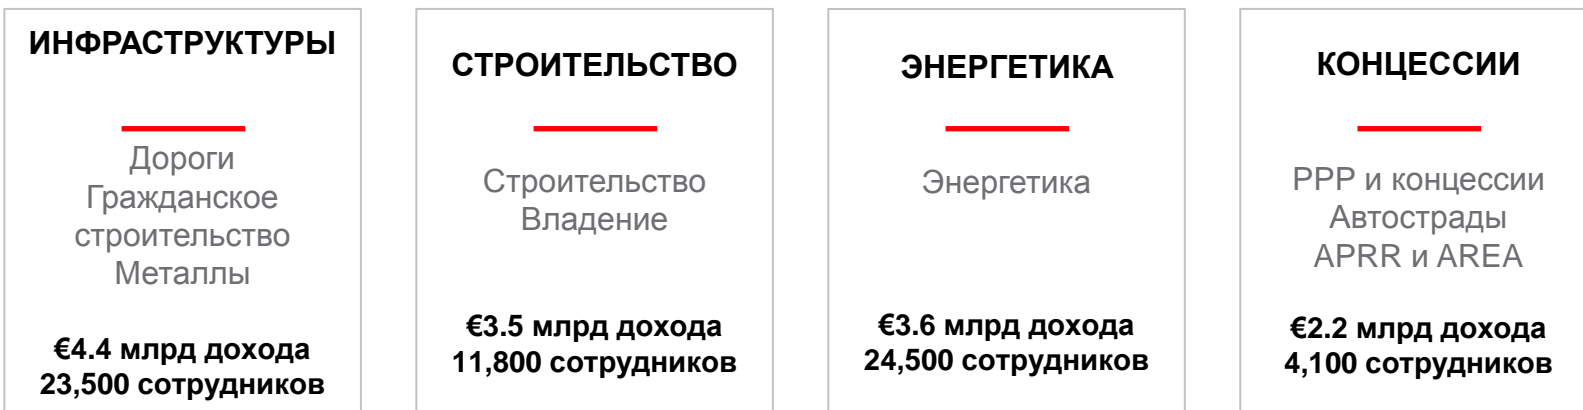 ИНФРАСТРУКТУРЫ
Дороги
Гражданское
строительство
Металлы
€4.4 млрд дохода
23,500 сотрудников
СТРОИТЕЛЬСТВО
Строительство
Владение
€3.5 млрд дохода
11,800 сотрудников
ЭНЕРГЕТИКА
Энергетика
€3.6 млрд дохода
24,500 сотрудников
КОНЦЕССИИ
PPP и концессии
Автострады
APRR и AREA
€2.2 млрд дохода
4,100 сотрудников